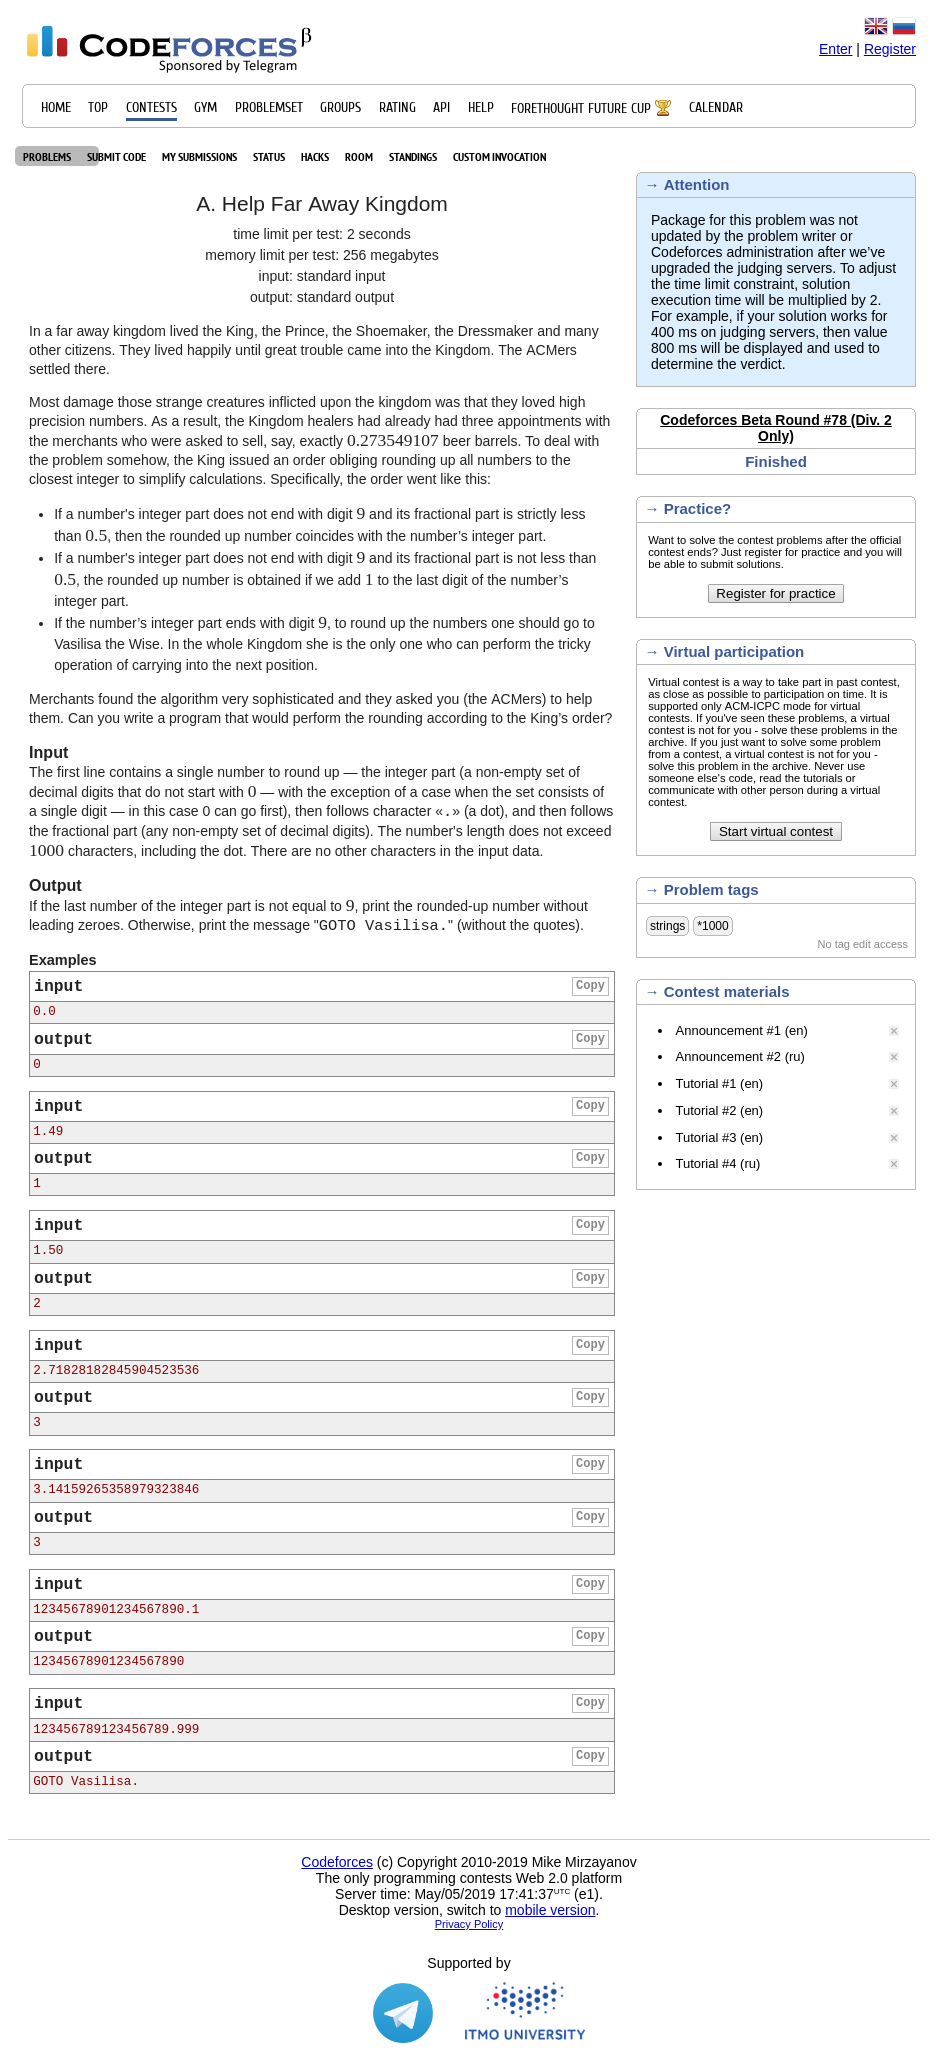 CODEFORCES β
Sponsored by Telegram
Enter | Register
HOME TOP CONTESTS GYM PROBLEMSET GROUPS RATING API HELP FORETHOUGHT FUTURE CUP CALENDAR
PROBLEMS SUBMIT CODE MY SUBMISSIONS STATUS HACKS ROOM STANDINGS CUSTOM INVOCATION
A. Help Far Away Kingdom
time limit per test: 2 seconds
memory limit per test: 256 megabytes
input: standard input
output: standard output
In a far away kingdom lived the King, the Prince, the Shoemaker, the Dressmaker and many
other citizens. They lived happily until great trouble came into the Kingdom. The ACMers
settled there.
Most damage those strange creatures inflicted upon the kingdom was that they loved high
precision numbers. As a result, the Kingdom healers had already had three appointments with
the merchants who were asked to sell, say, exactly 0.273549107 beer barrels. To deal with
the problem somehow, the King issued an order obliging rounding up all numbers to the
closest integer to simplify calculations. Specifically, the order went like this:
• If a number's integer part does not end with digit 9 and its fractional part is strictly less
than 0.5, then the rounded up number coincides with the number’s integer part.
• If a number's integer part does not end with digit 9 and its fractional part is not less than
0.5, the rounded up number is obtained if we add 1 to the last digit of the number’s
integer part.
• If the number’s integer part ends with digit 9, to round up the numbers one should go to
Vasilisa the Wise. In the whole Kingdom she is the only one who can perform the tricky
operation of carrying into the next position.
Merchants found the algorithm very sophisticated and they asked you (the ACMers) to help
them. Can you write a program that would perform the rounding according to the King’s order?
Input
The first line contains a single number to round up — the integer part (a non-empty set of
decimal digits that do not start with 0 — with the exception of a case when the set consists of
a single digit — in this case 0 can go first), then follows character «.» (a dot), and then follows
the fractional part (any non-empty set of decimal digits). The number's length does not exceed
1000 characters, including the dot. There are no other characters in the input data.
Output
If the last number of the integer part is not equal to 9, print the rounded-up number without
leading zeroes. Otherwise, print the message "GOTO Vasilisa." (without the quotes).
Examples
input Copy
0.0
output Copy
0
input Copy
1.49
output Copy
1
input Copy
1.50
output Copy
2
input Copy
2.71828182845904523536
output Copy
3
input Copy
3.14159265358979323846
output Copy
3
input Copy
12345678901234567890.1
output Copy
12345678901234567890
input Copy
123456789123456789.999
output Copy
GOTO Vasilisa.
→ Attention
Package for this problem was not
updated by the problem writer or
Codeforces administration after we’ve
upgraded the judging servers. To adjust
the time limit constraint, solution
execution time will be multiplied by 2.
For example, if your solution works for
400 ms on judging servers, then value
800 ms will be displayed and used to
determine the verdict.
Codeforces Beta Round #78 (Div. 2
Only)
Finished
→ Practice?
Want to solve the contest problems after the official
contest ends? Just register for practice and you will
be able to submit solutions.
Register for practice
→ Virtual participation
Virtual contest is a way to take part in past contest,
as close as possible to participation on time. It is
supported only ACM-ICPC mode for virtual
contests. If you've seen these problems, a virtual
contest is not for you - solve these problems in the
archive. If you just want to solve some problem
from a contest, a virtual contest is not for you -
solve this problem in the archive. Never use
someone else's code, read the tutorials or
communicate with other person during a virtual
contest.
Start virtual contest
→ Problem tags
strings *1000
No tag edit access
→ Contest materials
• Announcement #1 (en)
• Announcement #2 (ru)
• Tutorial #1 (en)
• Tutorial #2 (en)
• Tutorial #3 (en)
• Tutorial #4 (ru)
Codeforces (c) Copyright 2010-2019 Mike Mirzayanov
The only programming contests Web 2.0 platform
Server time: May/05/2019 17:41:37UTC (e1).
Desktop version, switch to mobile version.
Privacy Policy
Supported by
ITMO UNIVERSITY